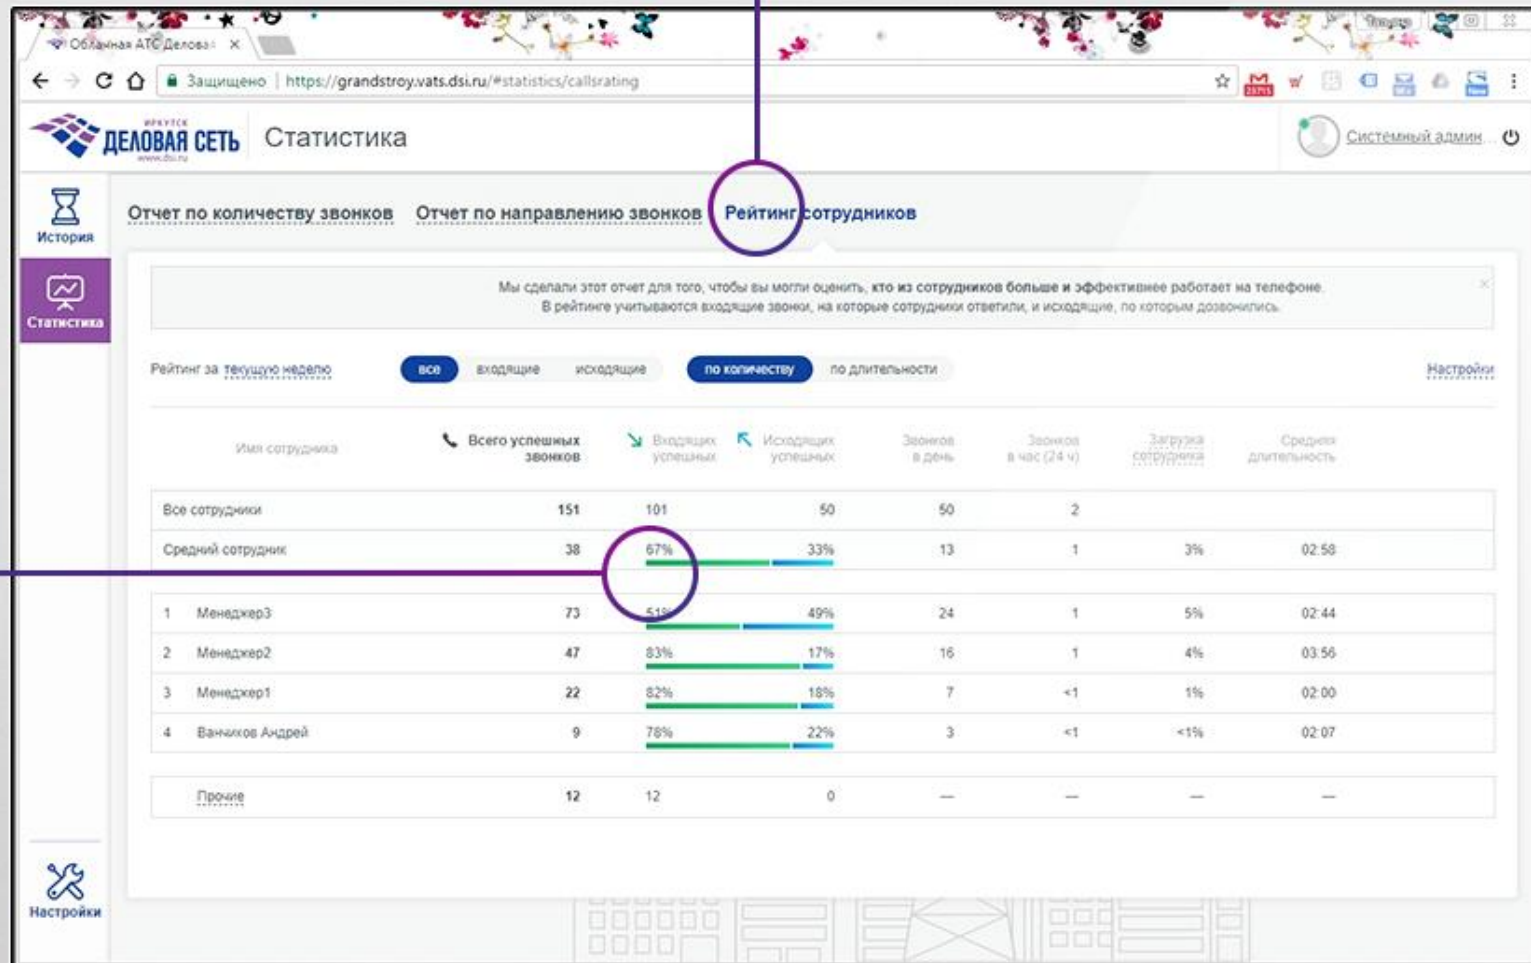 Облачная АТС Делова
Защищено | https://grandstroy.vats.dsi.ru/#statistics/callsrating
23715
New
ИРКУТСК
ДЕЛОВАЯ СЕТЬ
www.dsi.ru
Статистика
Системный админ...
История
Статистика
Настройки
Отчет по количеству звонков Отчет по направлению звонков Рейтинг сотрудников
Мы сделали этот отчет для того, чтобы вы могли оценить, кто из сотрудников больше и эффективнее работает на телефоне.
В рейтинге учитываются входящие звонки, на которые сотрудники ответили, и исходящие, по которым дозвонились.
Рейтинг за текущую неделю все входящие исходящие по количеству по длительности Настройки
Имя сотрудника Всего успешных звонков Входящих успешных Исходящих успешных Звонков в день Звонков в час (24 ч) Загрузка сотрудника Средняя длительность
Все сотрудники 151 101 50 50 2
Средний сотрудник 38 67% 33% 13 1 3% 02:58
1 Менеджер3 73 51% 49% 24 1 5% 02:44
2 Менеджер2 47 83% 17% 16 1 4% 03:56
3 Менеджер1 22 82% 18% 7 <1 1% 02:00
4 Ванчиков Андрей 9 78% 22% 3 <1 <1% 02:07
Прочие 12 12 0 — — — —